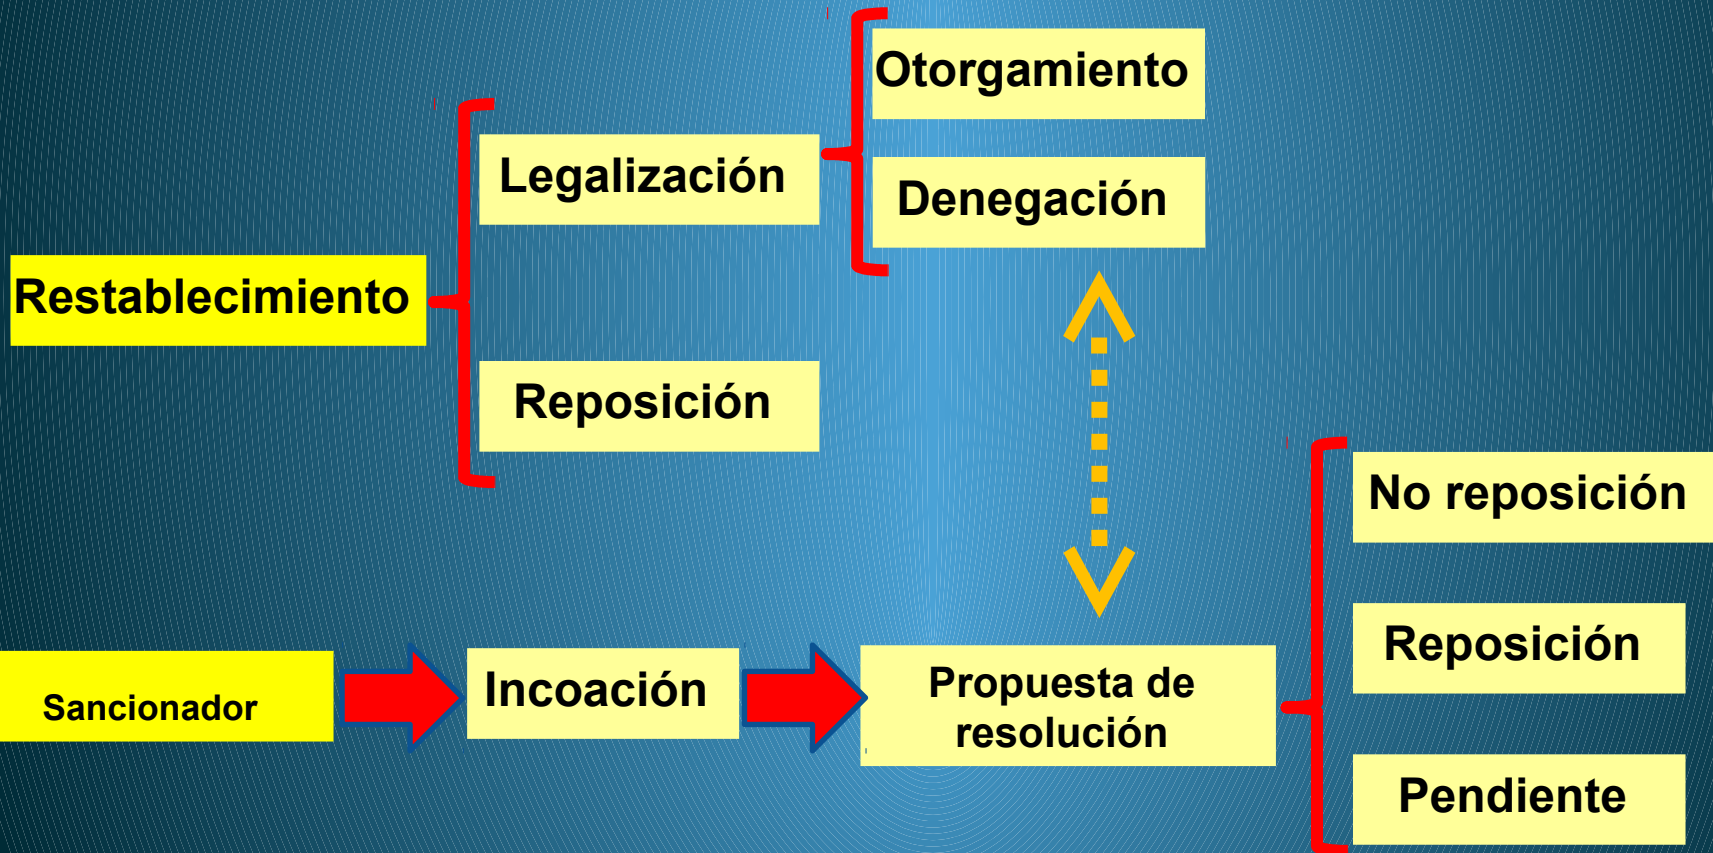 Otorgamiento
Legalización
Denegación
Restablecimiento
Reposición
No reposición
Reposición
Sancionador
Incoación
Propuesta de
resolución
Pendiente